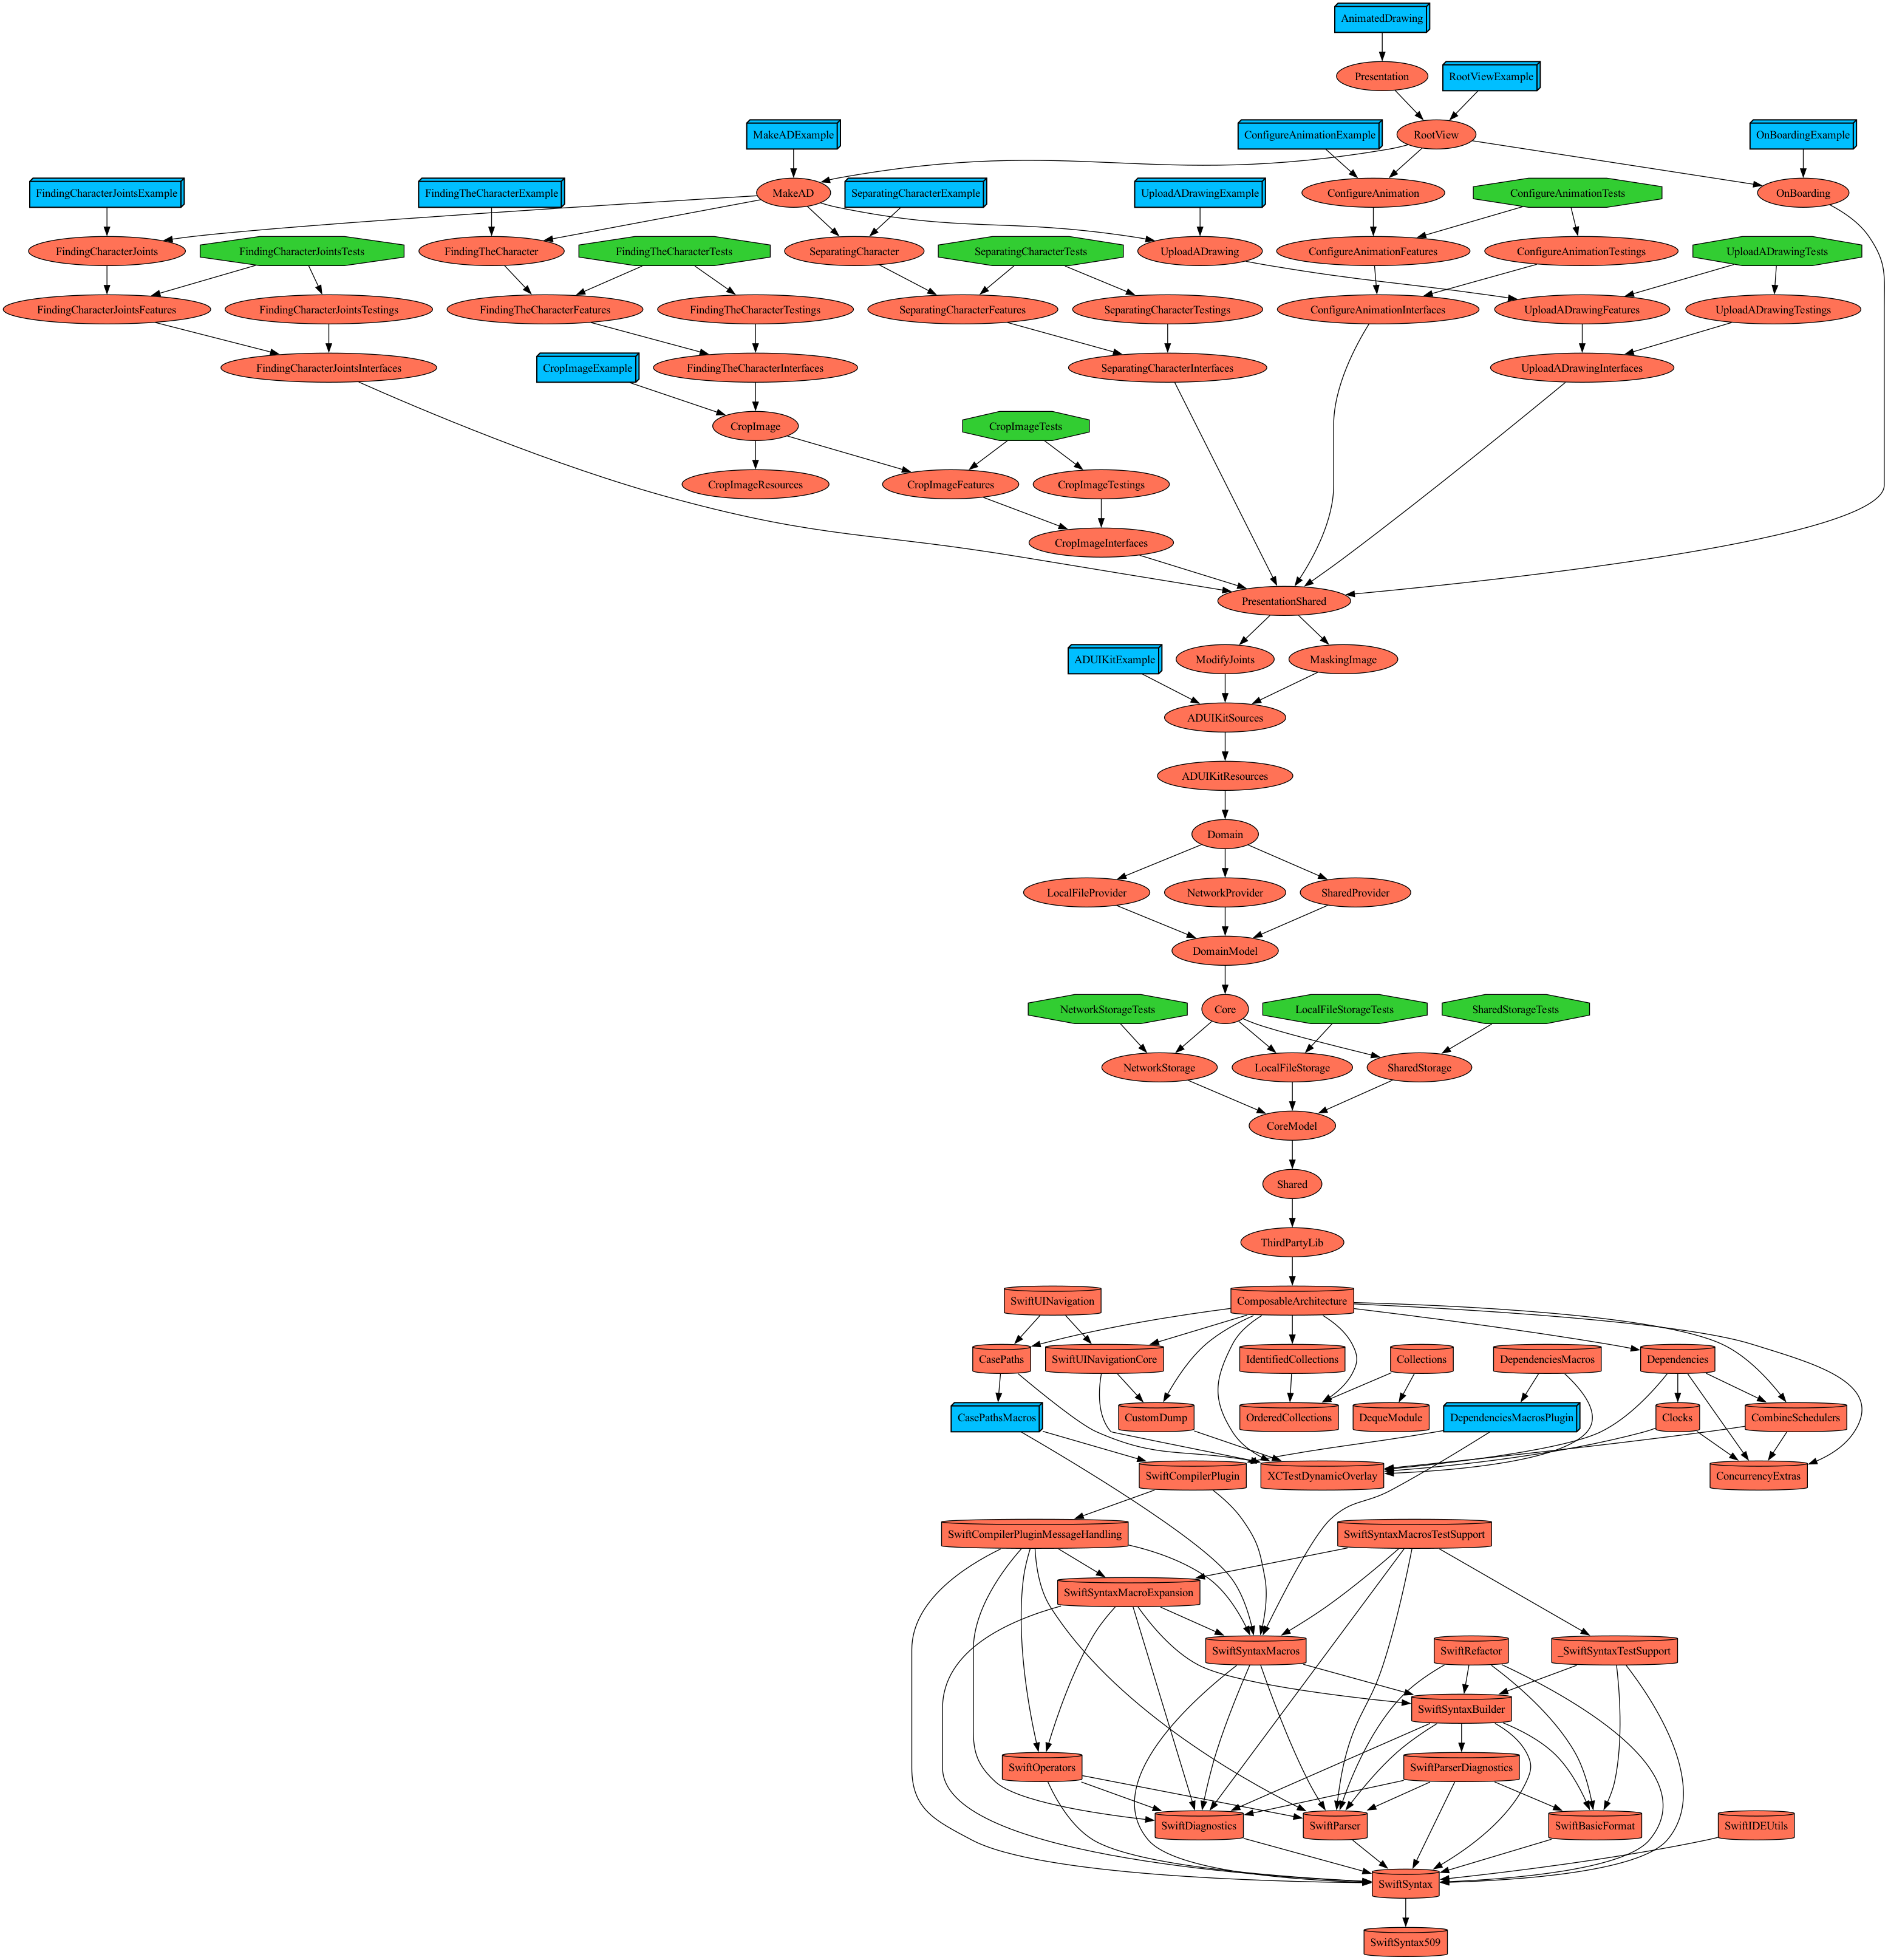 AnimatedDrawing
Presentation
RootViewExample
MakeADExample
ConfigureAnimationExample
RootView
OnBoardingExample
FindingCharacterJointsExample
FindingTheCharacterExample
MakeAD
SeparatingCharacterExample
UploadADrawingExample
ConfigureAnimation
ConfigureAnimationTests
OnBoarding
FindingCharacterJoints
FindingCharacterJointsTests
FindingTheCharacter
FindingTheCharacterTests
SeparatingCharacter
SeparatingCharacterTests
UploadADrawing
ConfigureAnimationFeatures
ConfigureAnimationTestings
UploadADrawingTests
FindingCharacterJointsFeatures
FindingCharacterJointsTestings
FindingTheCharacterFeatures
FindingTheCharacterTestings
SeparatingCharacterFeatures
SeparatingCharacterTestings
ConfigureAnimationInterfaces
UploadADrawingFeatures
UploadADrawingTestings
FindingCharacterJointsInterfaces
CropImageExample
FindingTheCharacterInterfaces
SeparatingCharacterInterfaces
UploadADrawingInterfaces
CropImage
CropImageTests
CropImageResources
CropImageFeatures
CropImageTestings
CropImageInterfaces
PresentationShared
ADUIKitExample
ModifyJoints
MaskingImage
ADUIKitSources
ADUIKitResources
Domain
LocalFileProvider
NetworkProvider
SharedProvider
DomainModel
NetworkStorageTests
Core
LocalFileStorageTests
SharedStorageTests
NetworkStorage
LocalFileStorage
SharedStorage
CoreModel
Shared
ThirdPartyLib
SwiftUINavigation
ComposableArchitecture
CasePaths
SwiftUINavigationCore
IdentifiedCollections
Collections
DependenciesMacros
Dependencies
CasePathsMacros
CustomDump
OrderedCollections
DequeModule
DependenciesMacrosPlugin
Clocks
CombineSchedulers
SwiftCompilerPlugin
XCTestDynamicOverlay
ConcurrencyExtras
SwiftCompilerPluginMessageHandling
SwiftSyntaxMacrosTestSupport
SwiftSyntaxMacroExpansion
SwiftSyntaxMacros
SwiftRefactor
_SwiftSyntaxTestSupport
SwiftSyntaxBuilder
SwiftOperators
SwiftParserDiagnostics
SwiftDiagnostics
SwiftParser
SwiftBasicFormat
SwiftIDEUtils
SwiftSyntax
SwiftSyntax509